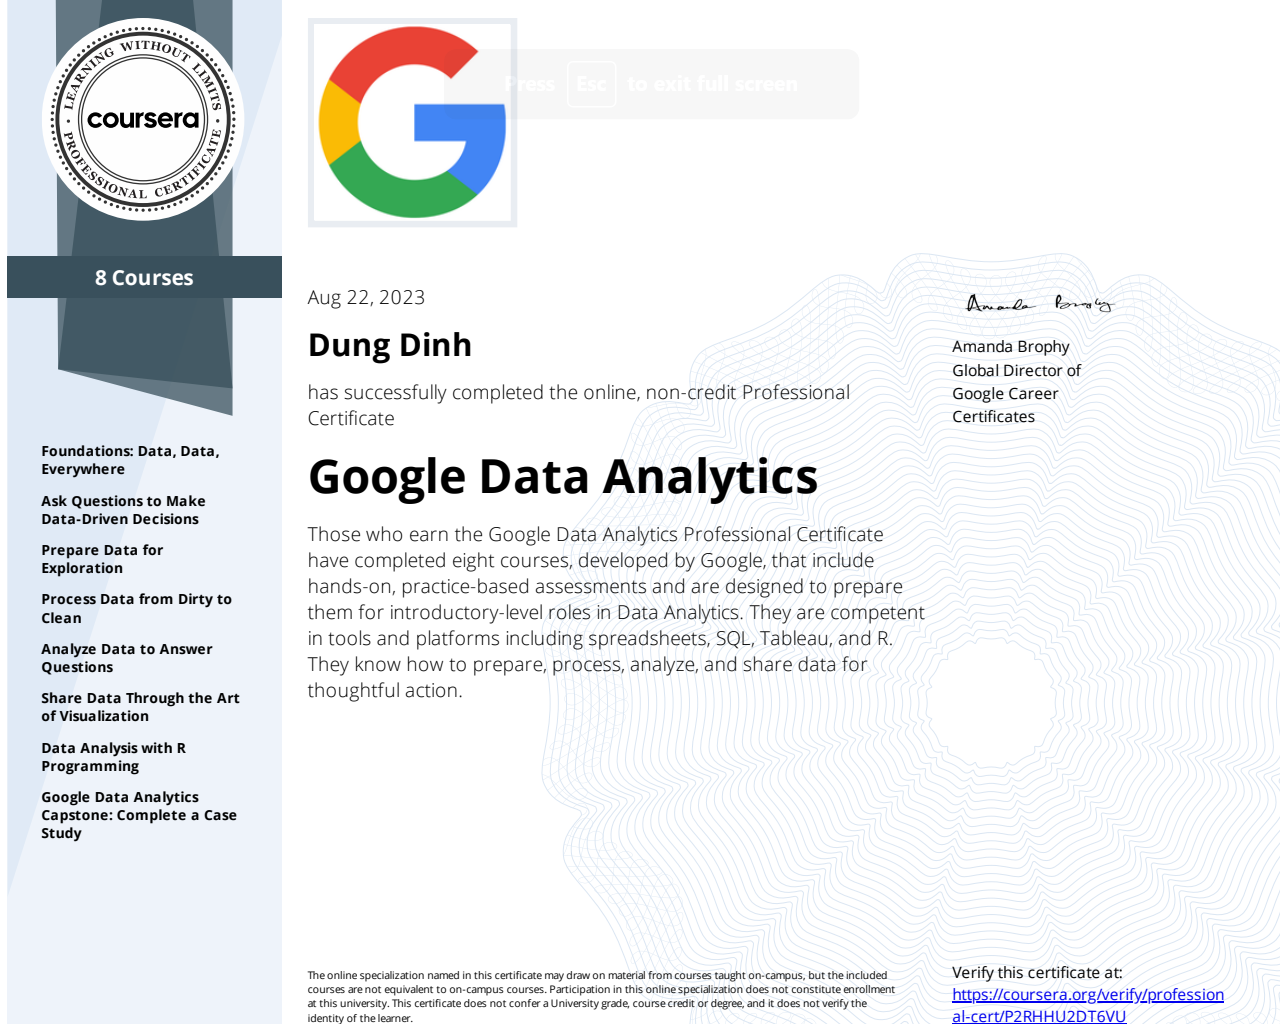 LEARNING WITHOUT LIMITS
coursera
PROFESSIONAL CERTIFICATE
8 Courses
Foundations: Data, Data,
Everywhere
Ask Questions to Make
Data-Driven Decisions
Prepare Data for
Exploration
Process Data from Dirty to
Clean
Analyze Data to Answer
Questions
Share Data Through the Art
of Visualization
Data Analysis with R
Programming
Google Data Analytics
Capstone: Complete a Case
Study
Press Esc to exit full screen
Aug 22, 2023
Dung Dinh
has successfully completed the online, non-credit Professional
Certificate
Google Data Analytics
Those who earn the Google Data Analytics Professional Certificate
have completed eight courses, developed by Google, that include
hands-on, practice-based assessments and are designed to prepare
them for introductory-level roles in Data Analytics. They are competent
in tools and platforms including spreadsheets, SQL, Tableau, and R.
They know how to prepare, process, analyze, and share data for
thoughtful action.
Amanda Brophy
Amanda Brophy
Global Director of
Google Career
Certificates
The online specialization named in this certificate may draw on material from courses taught on-campus, but the included
courses are not equivalent to on-campus courses. Participation in this online specialization does not constitute enrollment
at this university. This certificate does not confer a University grade, course credit or degree, and it does not verify the
identity of the learner.
Verify this certificate at:
https://coursera.org/verify/profession
al-cert/P2RHHU2DT6VU